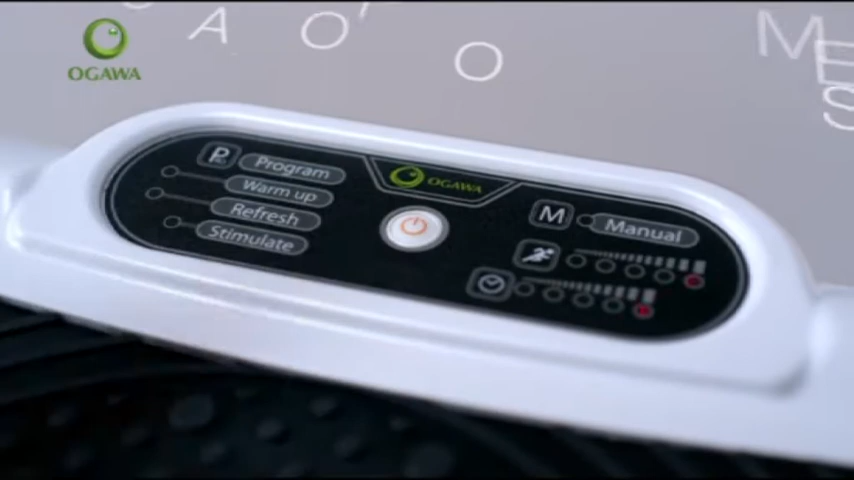 OGAWA
A O O
M
E
S
P Program
Warm up
Refresh
Stimulate
OGAWA
M Manual